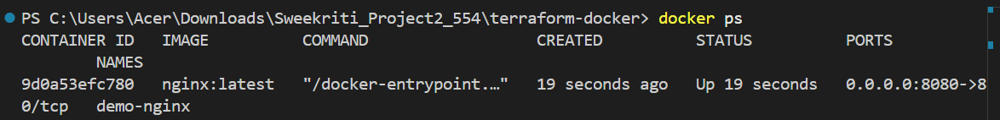 PS C:\Users\Acer\Downloads\Sweekriti_Project2_554\terraform-docker> docker ps
CONTAINER ID   IMAGE          COMMAND                  CREATED          STATUS          PORTS
        NAMES
9d0a53efc780   nginx:latest   "/docker-entrypoint.…"   19 seconds ago   Up 19 seconds   0.0.0.0:8080->8
0/tcp   demo-nginx